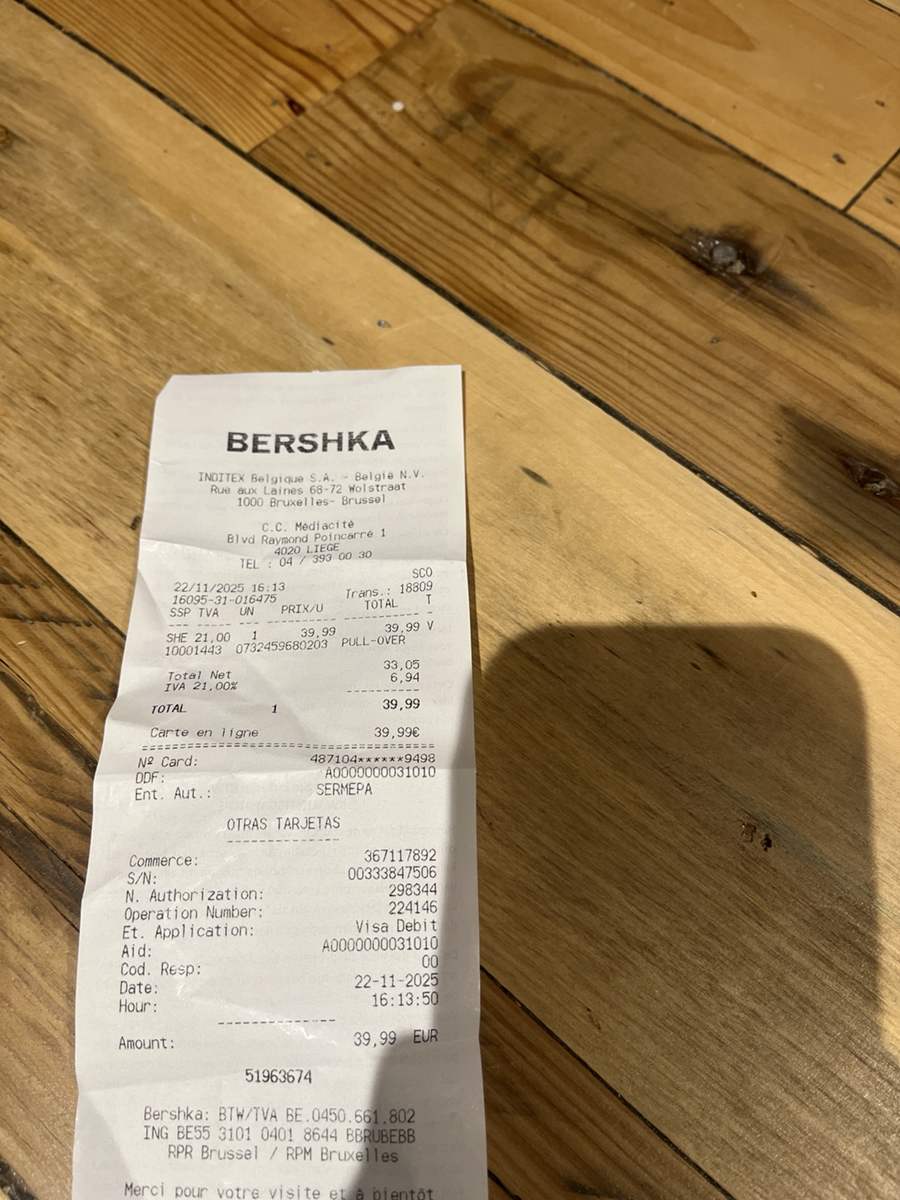 BERSHKA
INDITEX Belgique S.A. - België N.V.
Rue aux Laines 68-72 Wolstraat
1000 Bruxelles- Brussel
C.C. Médiacité
Blvd Raymond Poincarré 1
4020 LIEGE
TEL : 04 / 393 00 30
SCO
22/11/2025 16:13 Trans.: 18809
16095-31-016475
SSP TVA UN PRIX/U TOTAL T
SHE 21,00 1 39,99 39,99 V
10001443 0732459680203 PULL-OVER
Total Net 33,05
IVA 21,00% 6,94
TOTAL 1 39,99
Carte en ligne 39,99€
Nº Card: 487104******9498
DDF: A0000000031010
Ent. Aut.: SERMEPA
OTRAS TARJETAS
Commerce: 367117892
S/N: 00333847506
N. Authorization: 298344
Operation Number: 224146
Et. Application: Visa Debit
Aid: A0000000031010
Cod. Resp: 00
Date: 22-11-2025
Hour: 16:13:50
Amount: 39,99 EUR
51963674
Bershka: BTW/TVA BE.0450.661.802
ING BE55 3101 0401 8644 BBRUBEBB
RPR Brussel / RPM Bruxelles
Merci pour votre visite et à bientôt